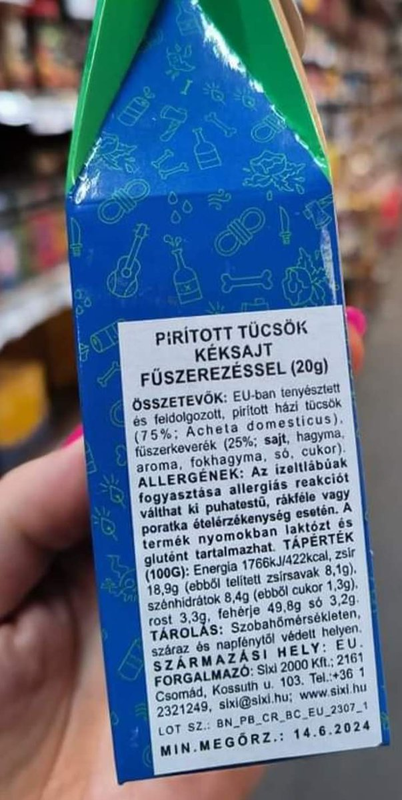 PIRÍTOTT TÜCSÖK
KÉKSAJT
FŰSZEREZÉSSEL (20g)
ÖSSZETEVŐK: EU-ban tenyésztett
és feldolgozott, pirított házi tücsök
(75%; Acheta domesticus),
fűszerkeverék (25%; sajt, hagyma,
aroma, fokhagyma, só, cukor).
ALLERGÉNEK: Az ízeltlábúak
fogyasztása allergiás reakciót
válthat ki puhatestű, rákféle vagy
poratka ételérzékenység esetén. A
termék nyomokban laktózt és
glutént tartalmazhat. TÁPÉRTÉK
(100G): Energia 1766kJ/422kcal, zsír
18,9g (ebből telített zsírsavak 8,1g),
szénhidrátok 8,4g (ebből cukor 1,3g),
rost 3,3g, fehérje 49,8g só 3,2g.
TÁROLÁS: Szobahőmérsékleten,
száraz és napfénytől védett helyen.
SZÁRMAZÁSI HELY: EU.
FORGALMAZÓ: Sixi 2000 Kft.; 2161
Csomád, Kossuth u. 103. Tel.:+36 1
2321249, sixi@sixi.hu; www.sixi.hu
LOT SZ.: BN_PB_CR_BC_EU_2307_1
MIN.MEGŐRZ.: 14.6.2024